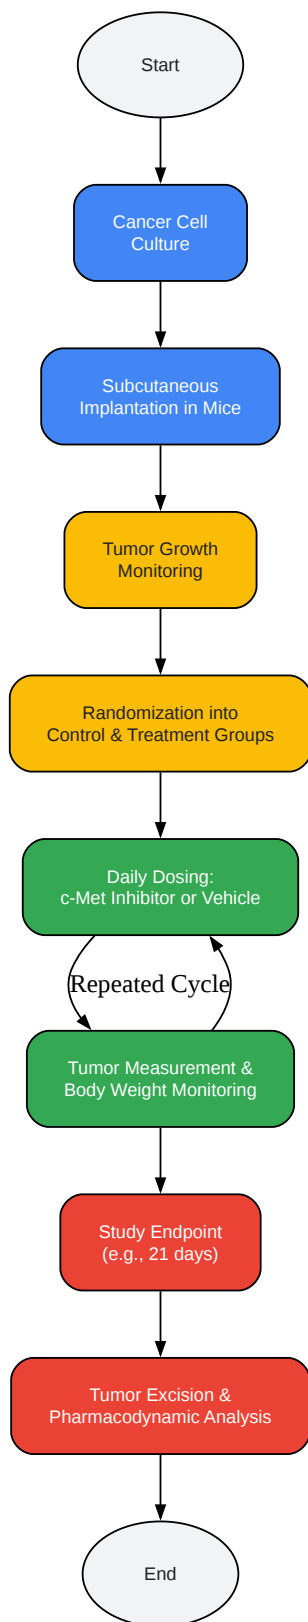 Start
Cancer Cell
Culture
Subcutaneous
Implantation in Mice
Tumor Growth
Monitoring
Randomization into
Control & Treatment Groups
Daily Dosing:
c-Met Inhibitor or Vehicle
Repeated Cycle
Tumor Measurement &
Body Weight Monitoring
Study Endpoint
(e.g., 21 days)
Tumor Excision &
Pharmacodynamic Analysis
End